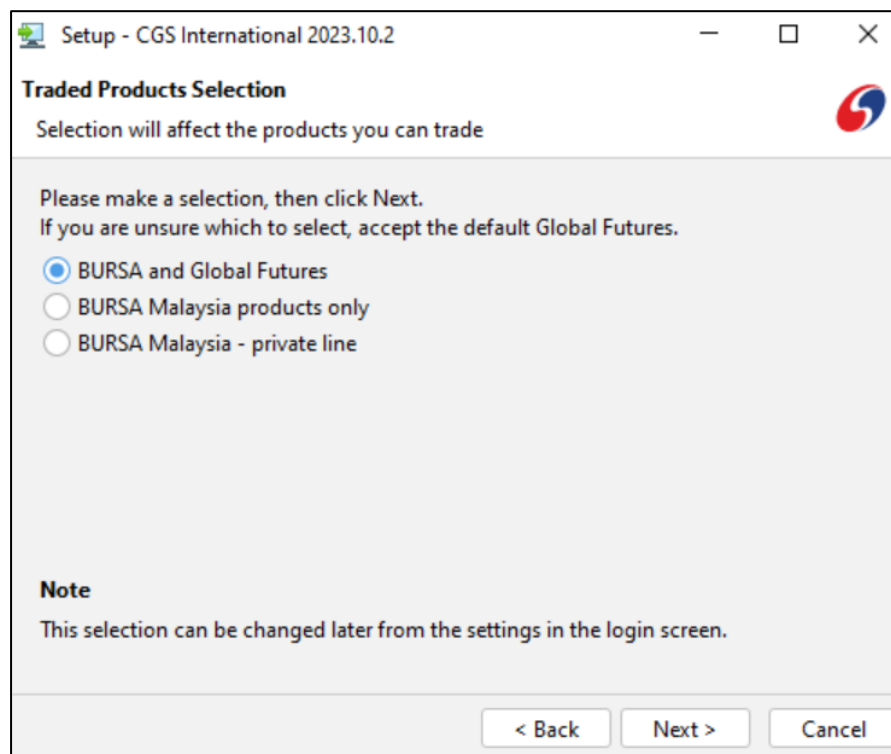 Setup - CGS International 2023.10.2
Traded Products Selection
Selection will affect the products you can trade
Please make a selection, then click Next.
If you are unsure which to select, accept the default Global Futures.
BURSA and Global Futures
BURSA Malaysia products only
BURSA Malaysia - private line
Note
This selection can be changed later from the settings in the login screen.
< Back Next > Cancel